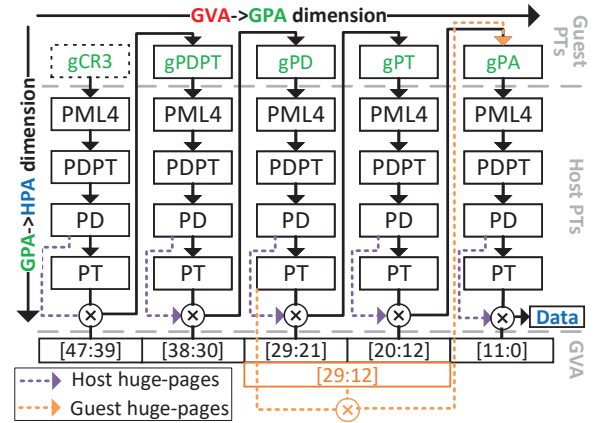 GVA->GPA dimension
GPA->HPA dimension
Guest PTs
gCR3 gPDPT gPD gPT gPA
Host PTs
PML4 PML4 PML4 PML4 PML4
PDPT PDPT PDPT PDPT PDPT
PD PD PD PD PD
PT PT PT PT PT
Data
GVA
[47:39] [38:30] [29:21] [20:12] [11:0]
[29:12]
Host huge-pages
Guest huge-pages